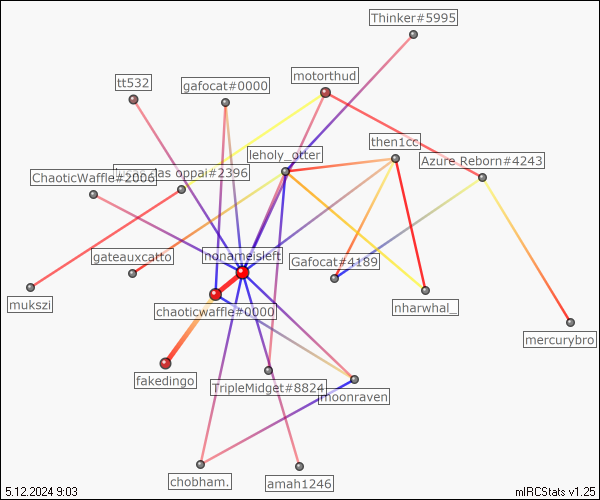 Thinker#5995
motorthud
tt532
gafocat#0000
then1cc
leholy_otter
Azure Reborn#4243
as oppai#2396
ChaoticWaffle#2006
nonameisleft
gateauxcatto
Gafocat#4189
mukszi
nharwhal_
chaoticwaffle#0000
mercurybro
fakedingo
TripleMidget#8824
moonraven
chobham.
amah1246
5.12.2024 9:03
mIRCStats v1.25